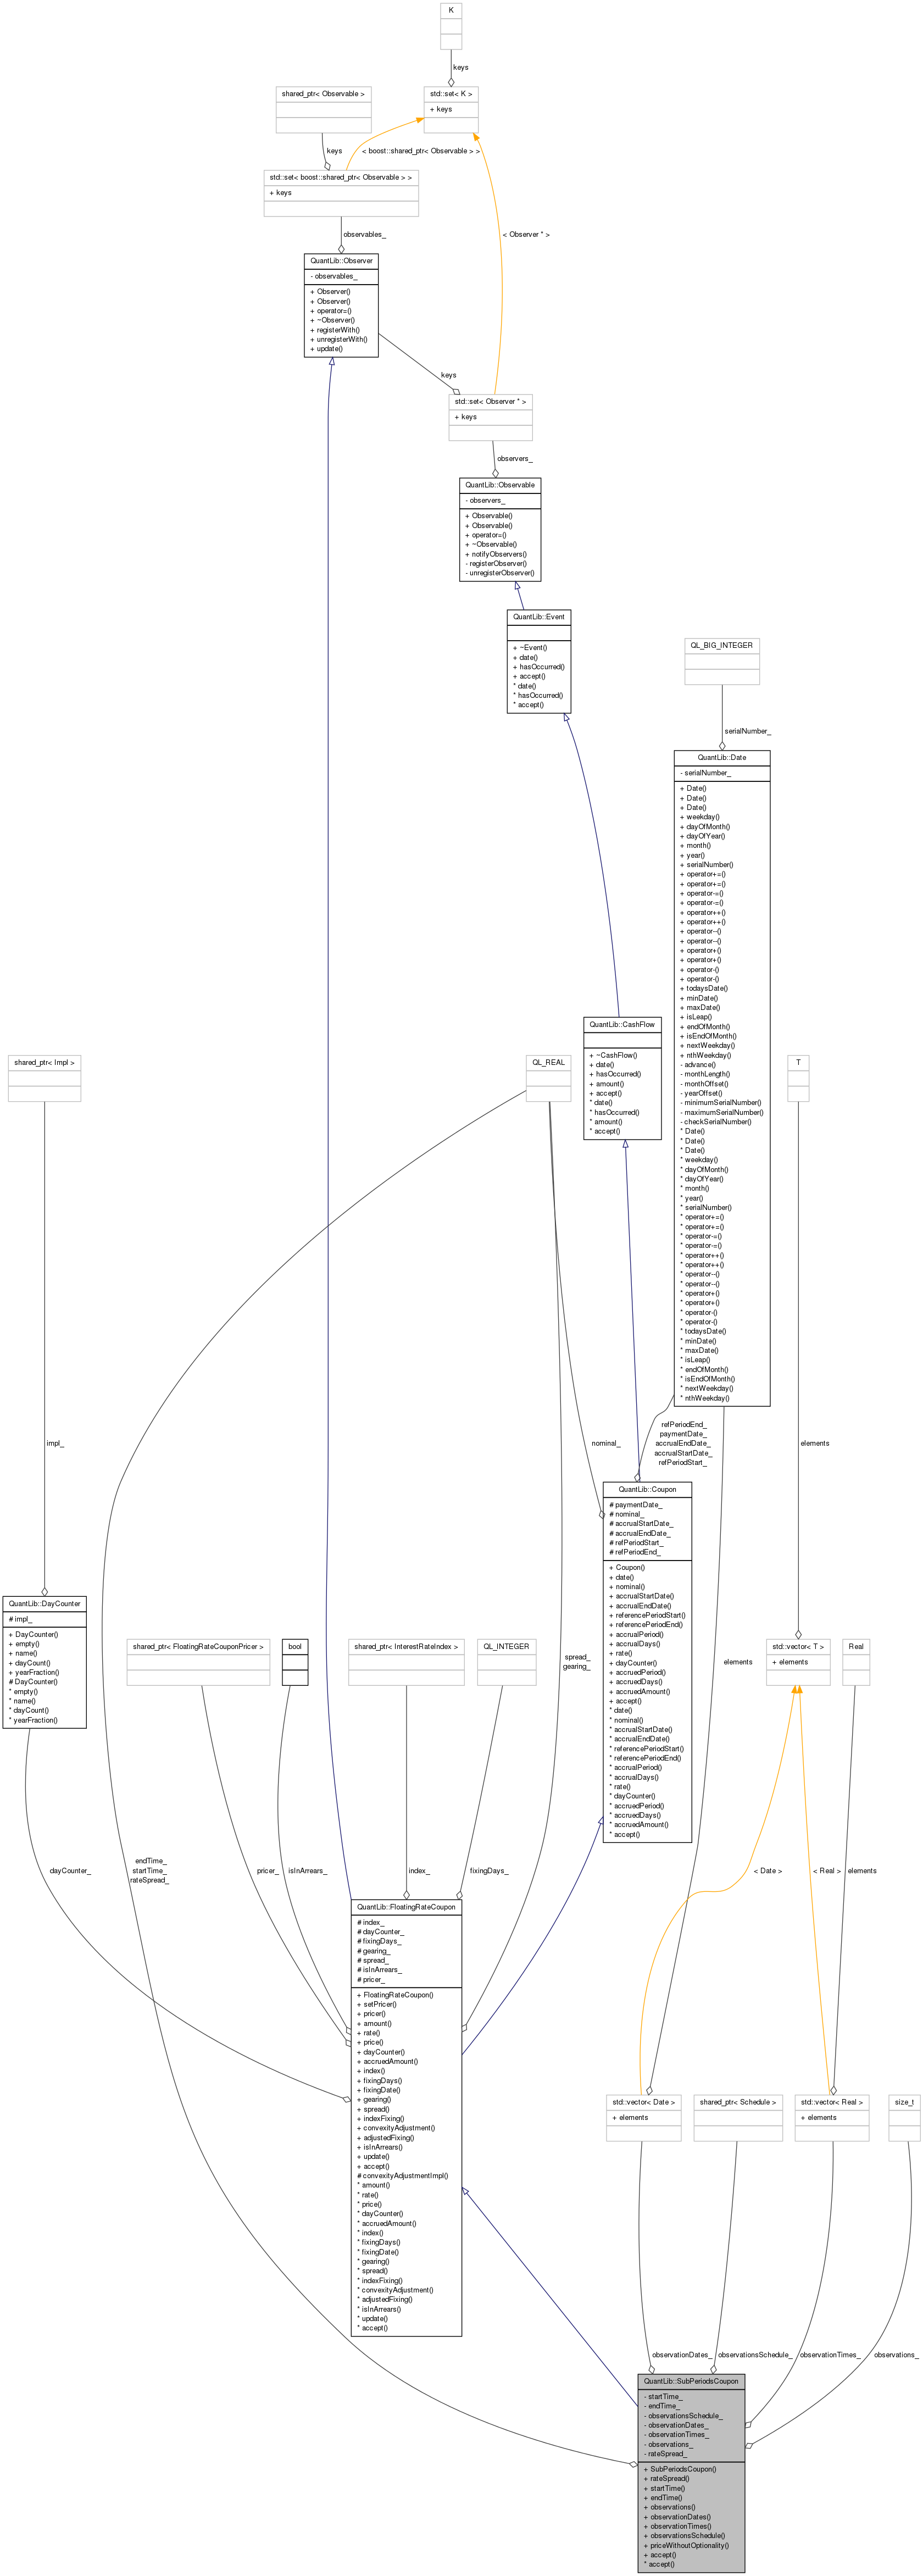 K
keys
shared_ptr< Observable >
std::set< K >
+ keys
keys
< boost::shared_ptr< Observable > >
std::set< boost::shared_ptr< Observable > >
+ keys
observables_
< Observer * >
QuantLib::Observer
- observables_
+ Observer()
+ Observer()
+ operator=()
+ ~Observer()
+ registerWith()
+ unregisterWith()
+ update()
keys
std::set< Observer * >
+ keys
observers_
QuantLib::Observable
- observers_
+ Observable()
+ Observable()
+ operator=()
+ ~Observable()
+ notifyObservers()
- registerObserver()
- unregisterObserver()
QuantLib::Event
+ ~Event()
+ date()
+ hasOccurred()
+ accept()
* date()
* hasOccurred()
* accept()
QL_BIG_INTEGER
serialNumber_
QuantLib::Date
- serialNumber_
+ Date()
+ Date()
+ Date()
+ weekday()
+ dayOfMonth()
+ dayOfYear()
+ month()
+ year()
+ serialNumber()
+ operator+=()
+ operator+=()
+ operator-=()
+ operator-=()
+ operator++()
+ operator++()
+ operator--()
+ operator--()
+ operator+()
+ operator+()
+ operator-()
+ operator-()
+ todaysDate()
+ minDate()
+ maxDate()
+ isLeap()
+ endOfMonth()
+ isEndOfMonth()
+ nextWeekday()
+ nthWeekday()
- advance()
- monthLength()
- monthOffset()
- yearOffset()
- minimumSerialNumber()
- maximumSerialNumber()
- checkSerialNumber()
* Date()
* Date()
* Date()
* weekday()
* dayOfMonth()
* dayOfYear()
* month()
* year()
* serialNumber()
* operator+=()
* operator+=()
* operator-=()
* operator-=()
* operator++()
* operator++()
* operator--()
* operator--()
* operator+()
* operator+()
* operator-()
* operator-()
* todaysDate()
* minDate()
* maxDate()
* isLeap()
* endOfMonth()
* isEndOfMonth()
* nextWeekday()
* nthWeekday()
QuantLib::CashFlow
+ ~CashFlow()
+ date()
+ hasOccurred()
+ amount()
+ accept()
* date()
* hasOccurred()
* amount()
* accept()
shared_ptr< Impl >
QL_REAL
T
impl_
nominal_
refPeriodEnd_
paymentDate_
accrualEndDate_
accrualStartDate_
refPeriodStart_
elements
QuantLib::Coupon
# paymentDate_
# nominal_
# accrualStartDate_
# accrualEndDate_
# refPeriodStart_
# refPeriodEnd_
+ Coupon()
+ date()
+ nominal()
+ accrualStartDate()
+ accrualEndDate()
+ referencePeriodStart()
+ referencePeriodEnd()
+ accrualPeriod()
+ accrualDays()
+ rate()
+ dayCounter()
+ accruedPeriod()
+ accruedDays()
+ accruedAmount()
+ accept()
* date()
* nominal()
* accrualStartDate()
* accrualEndDate()
* referencePeriodStart()
* referencePeriodEnd()
* accrualPeriod()
* accrualDays()
* rate()
* dayCounter()
* accruedPeriod()
* accruedDays()
* accruedAmount()
* accept()
QuantLib::DayCounter
# impl_
+ DayCounter()
+ empty()
+ name()
+ dayCount()
+ yearFraction()
# DayCounter()
* empty()
* name()
* dayCount()
* yearFraction()
shared_ptr< FloatingRateCouponPricer >
bool
shared_ptr< InterestRateIndex >
QL_INTEGER
spread_
gearing_
elements
std::vector< T >
+ elements
Real
dayCounter_
endTime_
startTime_
rateSpread_
pricer_
isInArrears_
index_
fixingDays_
< Date >
< Real >
elements
QuantLib::FloatingRateCoupon
# index_
# dayCounter_
# fixingDays_
# gearing_
# spread_
# isInArrears_
# pricer_
+ FloatingRateCoupon()
+ setPricer()
+ pricer()
+ amount()
+ rate()
+ price()
+ dayCounter()
+ accruedAmount()
+ index()
+ fixingDays()
+ fixingDate()
+ gearing()
+ spread()
+ indexFixing()
+ convexityAdjustment()
+ adjustedFixing()
+ isInArrears()
+ update()
+ accept()
# convexityAdjustmentImpl()
* amount()
* rate()
* price()
* dayCounter()
* accruedAmount()
* index()
* fixingDays()
* fixingDate()
* gearing()
* spread()
* indexFixing()
* convexityAdjustment()
* adjustedFixing()
* isInArrears()
* update()
* accept()
std::vector< Date >
+ elements
shared_ptr< Schedule >
std::vector< Real >
+ elements
size_t
observationDates_
observationsSchedule_
observationTimes_
observations_
QuantLib::SubPeriodsCoupon
- startTime_
- endTime_
- observationsSchedule_
- observationDates_
- observationTimes_
- observations_
- rateSpread_
+ SubPeriodsCoupon()
+ rateSpread()
+ startTime()
+ endTime()
+ observations()
+ observationDates()
+ observationTimes()
+ observationsSchedule()
+ priceWithoutOptionality()
+ accept()
* accept()